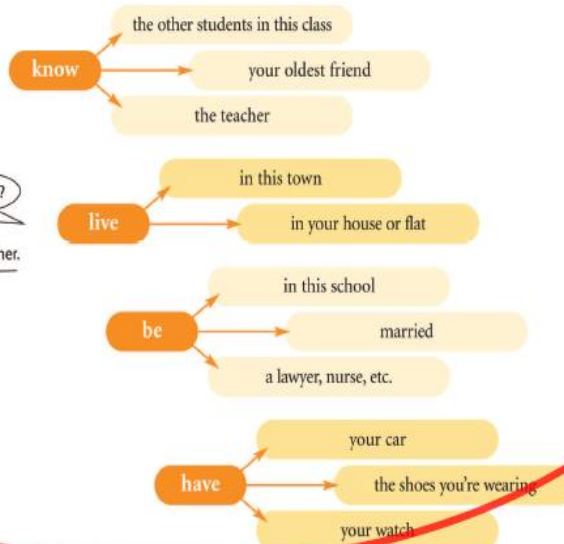 the other students in this class
know
your oldest friend
the teacher
?
in this town
live
in your house or flat
her.
in this school
be
married
a lawyer, nurse, etc.
your car
have
the shoes you're wearing
your watch